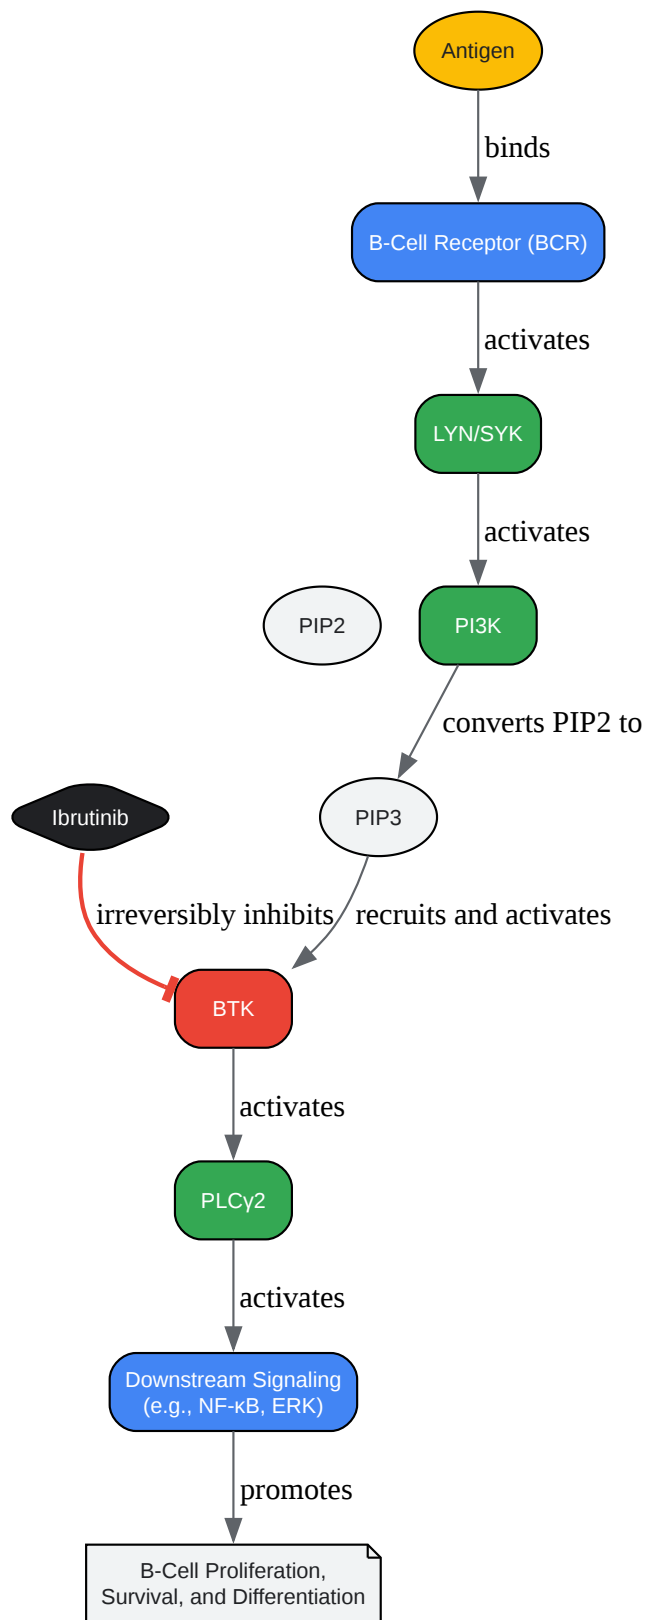 Antigen
binds
B-Cell Receptor (BCR)
activates
LYN/SYK
activates
PIP2
PI3K
converts PIP2 to
Ibrutinib
PIP3
irreversibly inhibits
recruits and activates
BTK
activates
PLCγ2
activates
Downstream Signaling
(e.g., NF-κB, ERK)
promotes
B-Cell Proliferation,
Survival, and Differentiation